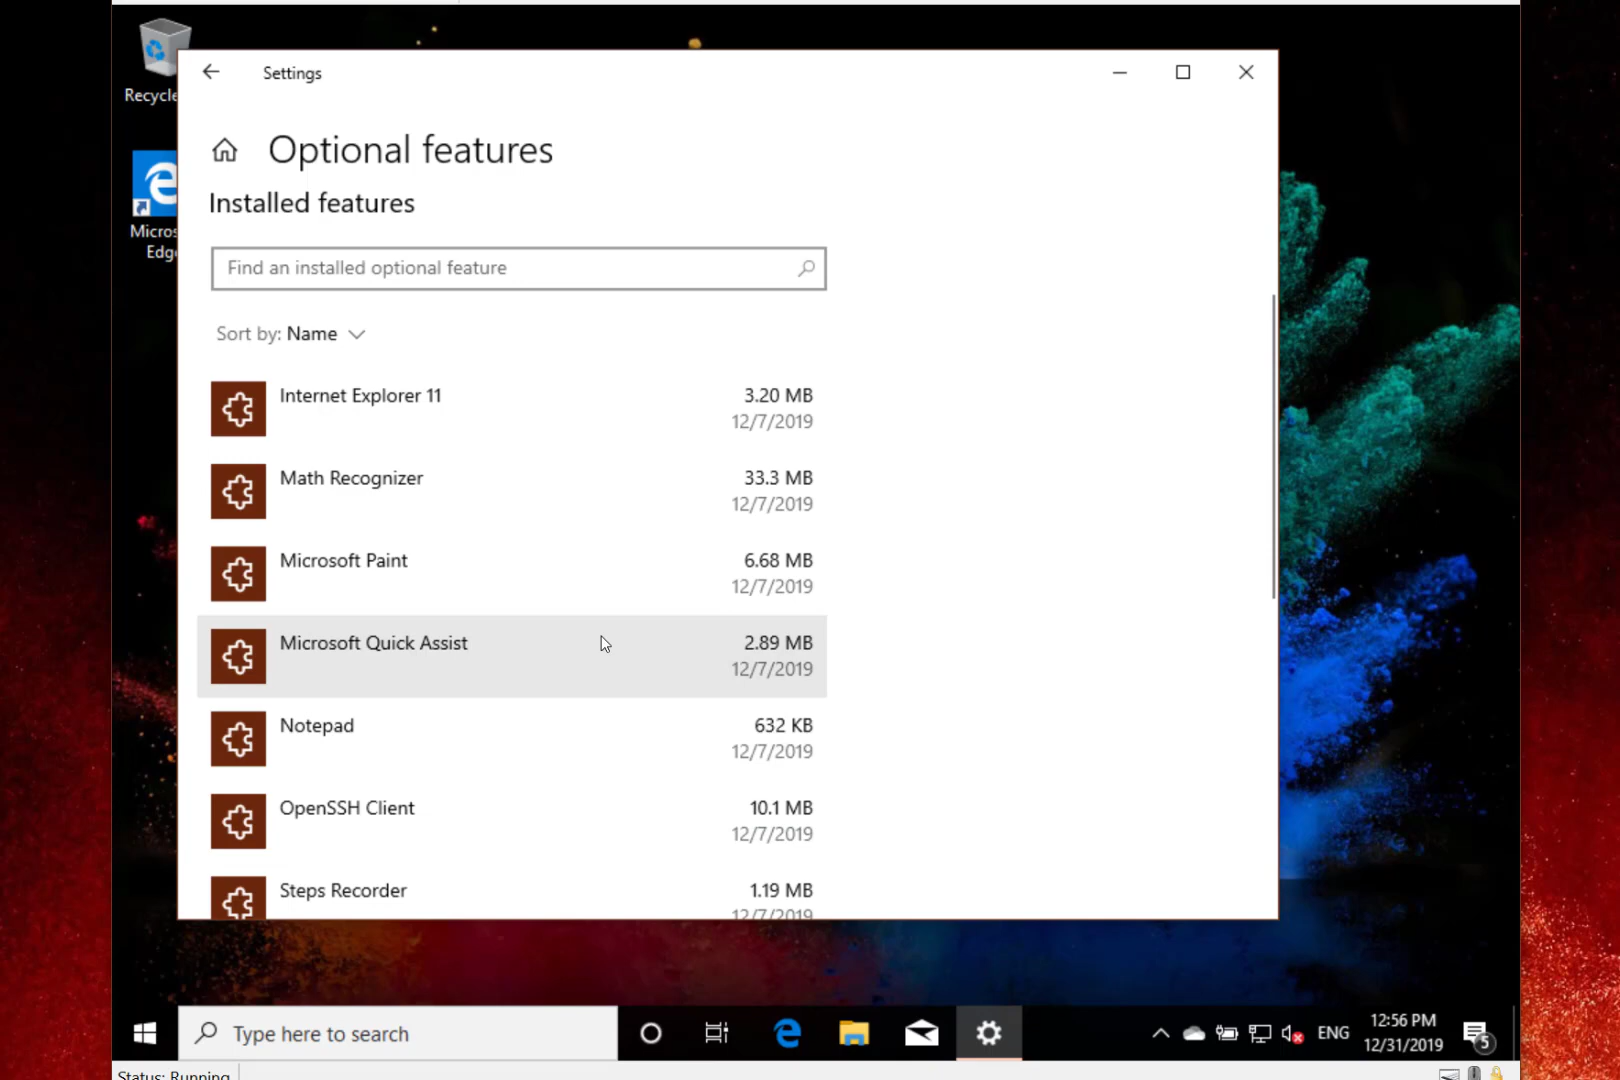 Recycle
Micros
Edge
Settings
Optional features
Installed features
Find an installed optional feature
Sort by: Name
Internet Explorer 11
3.20 MB
12/7/2019
Math Recognizer
33.3 MB
12/7/2019
Microsoft Paint
6.68 MB
12/7/2019
Microsoft Quick Assist
2.89 MB
12/7/2019
Notepad
632 KB
12/7/2019
OpenSSH Client
10.1 MB
12/7/2019
Steps Recorder
1.19 MB
12/7/2019
Type here to search
ENG
12:56 PM
12/31/2019
5
Status: Running